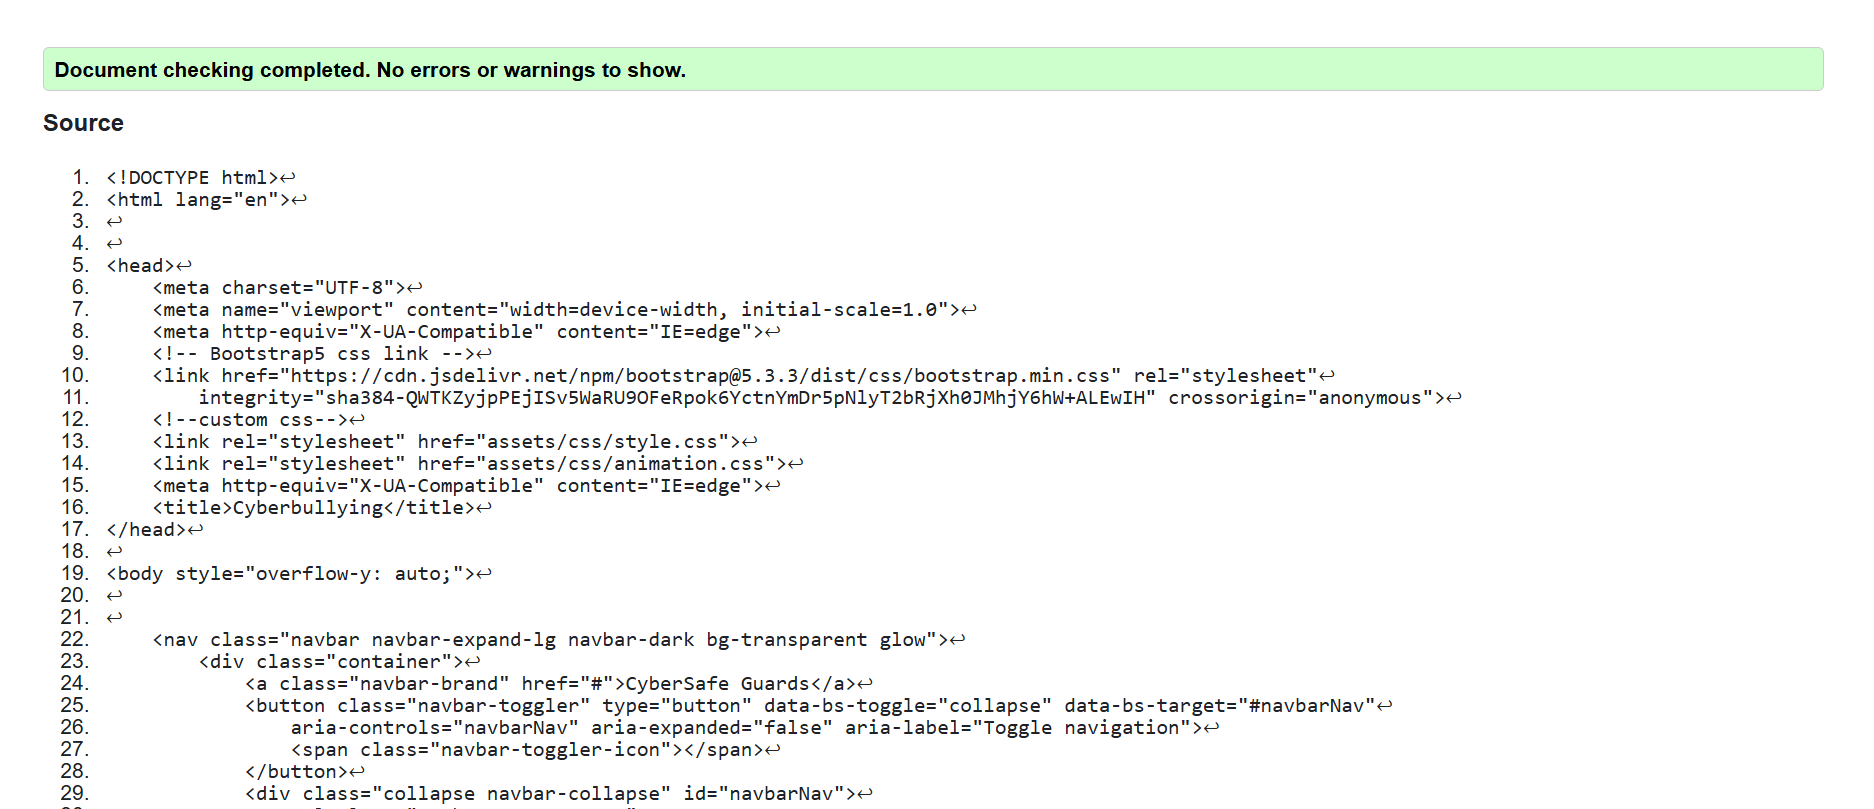 Document checking completed. No errors or warnings to show.
Source
1. <!DOCTYPE html>↩
2. <html lang="en">↩
3. ↩
4. ↩
5. <head>↩
6.     <meta charset="UTF-8">↩
7.     <meta name="viewport" content="width=device-width, initial-scale=1.0">↩
8.     <meta http-equiv="X-UA-Compatible" content="IE=edge">↩
9.     <!-- Bootstrap5 css link -->↩
10.     <link href="https://cdn.jsdelivr.net/npm/bootstrap@5.3.3/dist/css/bootstrap.min.css" rel="stylesheet"↩
11.         integrity="sha384-QWTKZyjpPEjISv5WaRU9OFeRpok6YctnYmDr5pNlyT2bRjXh0JMhjY6hW+ALEwIH" crossorigin="anonymous">↩
12.     <!--custom css-->↩
13.     <link rel="stylesheet" href="assets/css/style.css">↩
14.     <link rel="stylesheet" href="assets/css/animation.css">↩
15.     <meta http-equiv="X-UA-Compatible" content="IE=edge">↩
16.     <title>Cyberbullying</title>↩
17. </head>↩
18. ↩
19. <body style="overflow-y: auto;">↩
20. ↩
21. ↩
22.     <nav class="navbar navbar-expand-lg navbar-dark bg-transparent glow">↩
23.         <div class="container">↩
24.             <a class="navbar-brand" href="#">CyberSafe Guards</a>↩
25.             <button class="navbar-toggler" type="button" data-bs-toggle="collapse" data-bs-target="#navbarNav"↩
26.                 aria-controls="navbarNav" aria-expanded="false" aria-label="Toggle navigation">↩
27.                 <span class="navbar-toggler-icon"></span>↩
28.             </button>↩
29.             <div class="collapse navbar-collapse" id="navbarNav">↩